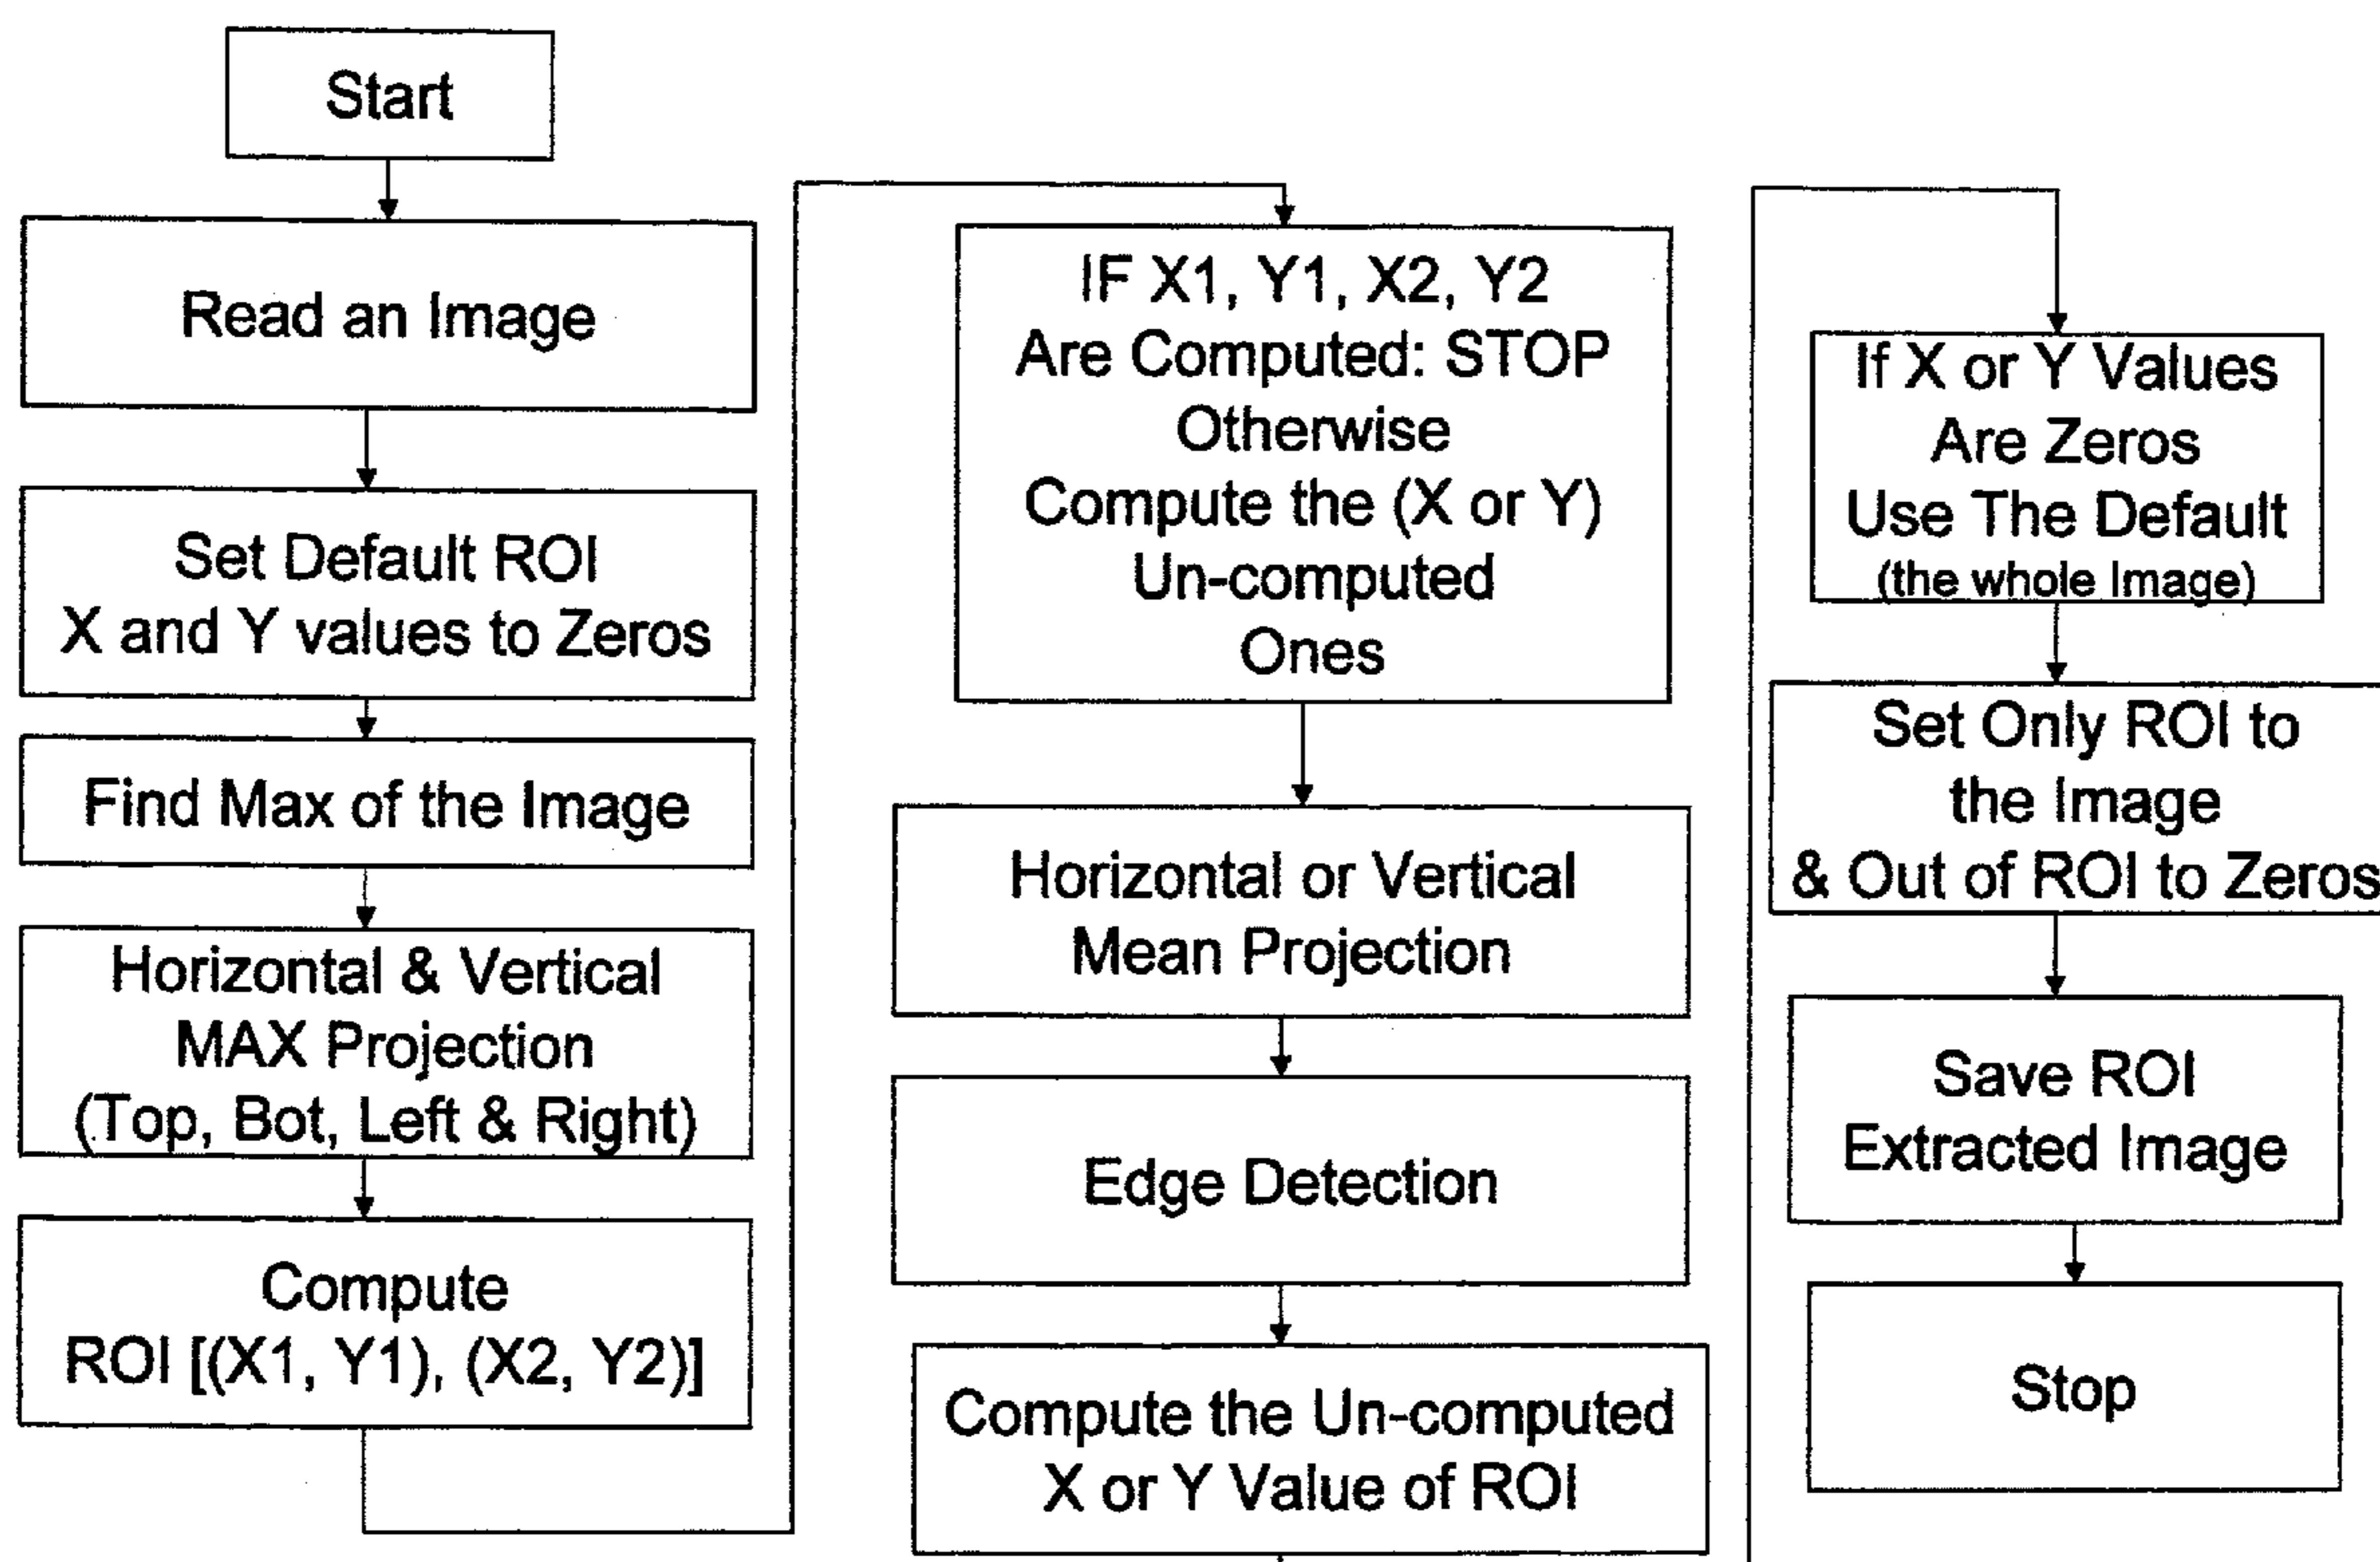 Start
Read an Image
Set Default ROI
X and Y values to Zeros
Find Max of the Image
Horizontal & Vertical
MAX Projection
(Top, Bot, Left & Right)
Compute
ROI [(X1, Y1), (X2, Y2)]
IF X1, Y1, X2, Y2
Are Computed: STOP
Otherwise
Compute the (X or Y)
Un-computed
Ones
Horizontal or Vertical
Mean Projection
Edge Detection
Compute the Un-computed
X or Y Value of ROI
If X or Y Values
Are Zeros
Use The Default
(the whole Image)
Set Only ROI to
the Image
& Out of ROI to Zeros
Save ROI
Extracted Image
Stop